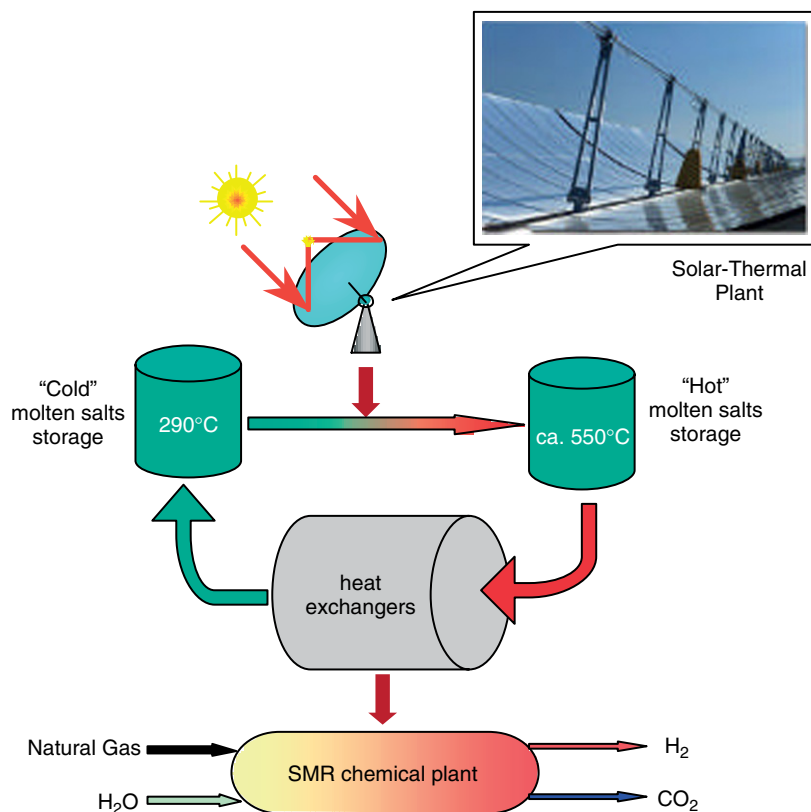 Solar-Thermal
Plant
“Cold”
molten salts
storage
290°C
ca. 550°C
“Hot”
molten salts
storage
heat
exchangers
Natural Gas
H₂O
SMR chemical plant
H₂
CO₂